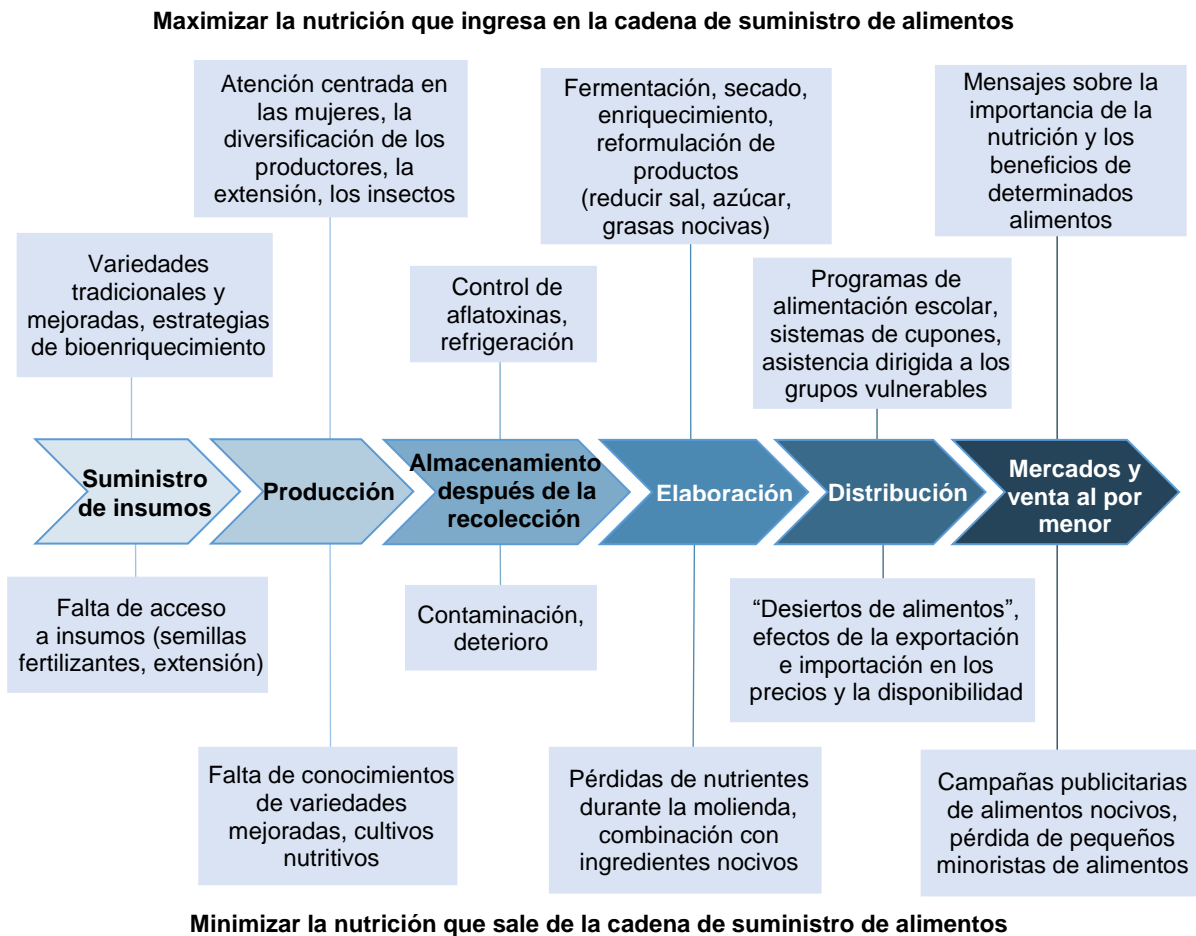 Maximizar la nutrición que ingresa en la cadena de suministro de alimentos
Atención centrada en
las mujeres, la
diversificación de los
productores, la
extensión, los insectos
Fermentación, secado,
enriquecimiento,
reformulación de
productos
(reducir sal, azúcar,
grasas nocivas)
Mensajes sobre la
importancia de la
nutrición y los
beneficios de
determinados
alimentos
Variedades
tradicionales y
mejoradas, estrategias
de bioenriquecimiento
Control de
aflatoxinas,
refrigeración
Programas de
alimentación escolar,
sistemas de cupones,
asistencia dirigida a los
grupos vulnerables
Suministro
de insumos
Producción
Almacenamiento
después de la
recolección
Elaboración
Distribución
Mercados y
venta al por
menor
Falta de acceso
a insumos (semillas
fertilizantes, extensión)
Contaminación,
deterioro
“Desiertos de alimentos”,
efectos de la exportación
e importación en los
precios y la disponibilidad
Falta de conocimientos
de variedades
mejoradas, cultivos
nutritivos
Pérdidas de nutrientes
durante la molienda,
combinación con
ingredientes nocivos
Campañas publicitarias
de alimentos nocivos,
pérdida de pequeños
minoristas de alimentos
Minimizar la nutrición que sale de la cadena de suministro de alimentos